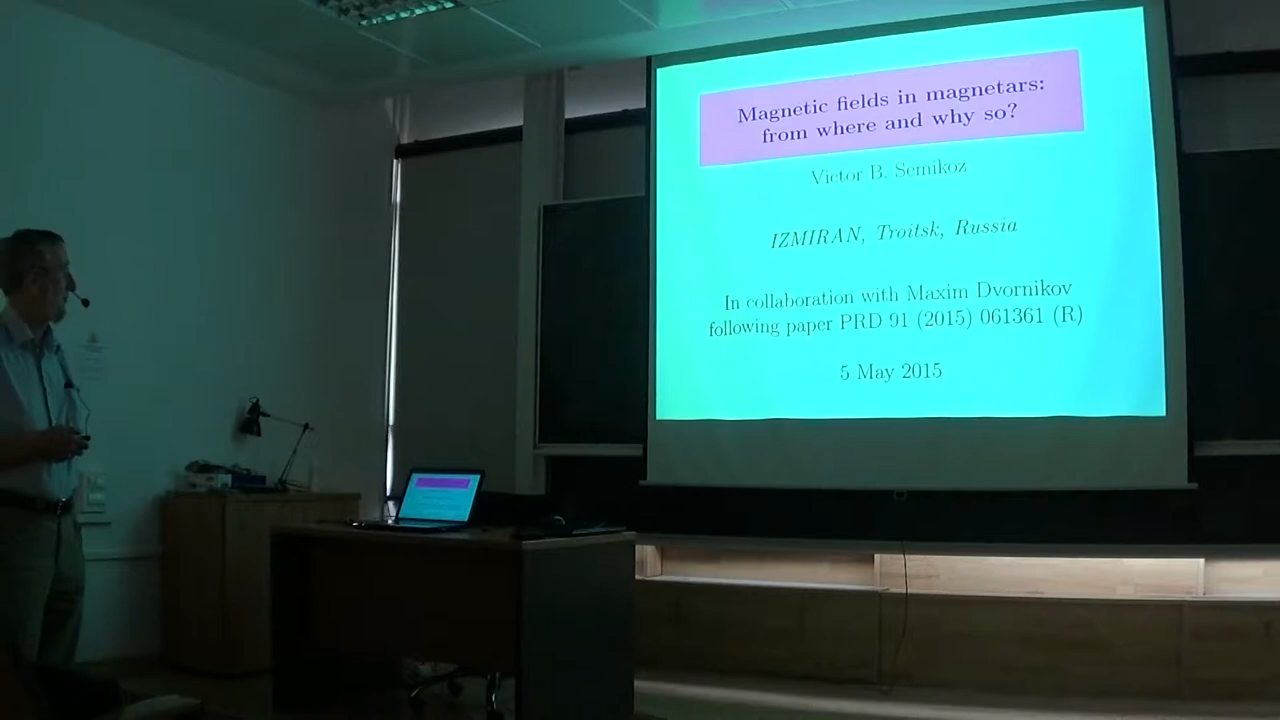 Magnetic fields in magnetars:
from where and why so?
Victor B. Semikoz
IZMIRAN, Troitsk, Russia
In collaboration with Maxim Dvornikov
following paper PRD 91 (2015) 061361 (R)
5 May 2015